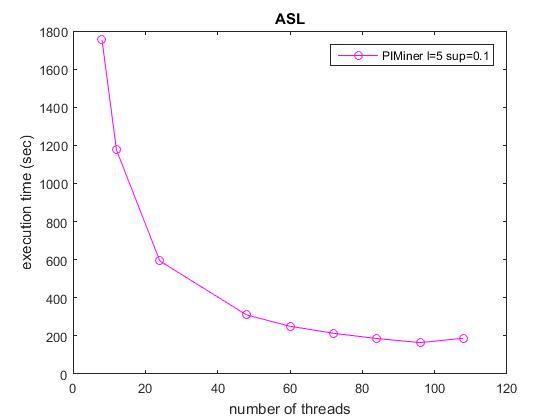 ASL
PIMiner l=5 sup=0.1
1800
1600
1400
1200
1000
800
600
400
200
0
execution time (sec)
0 20 40 60 80 100 120
number of threads